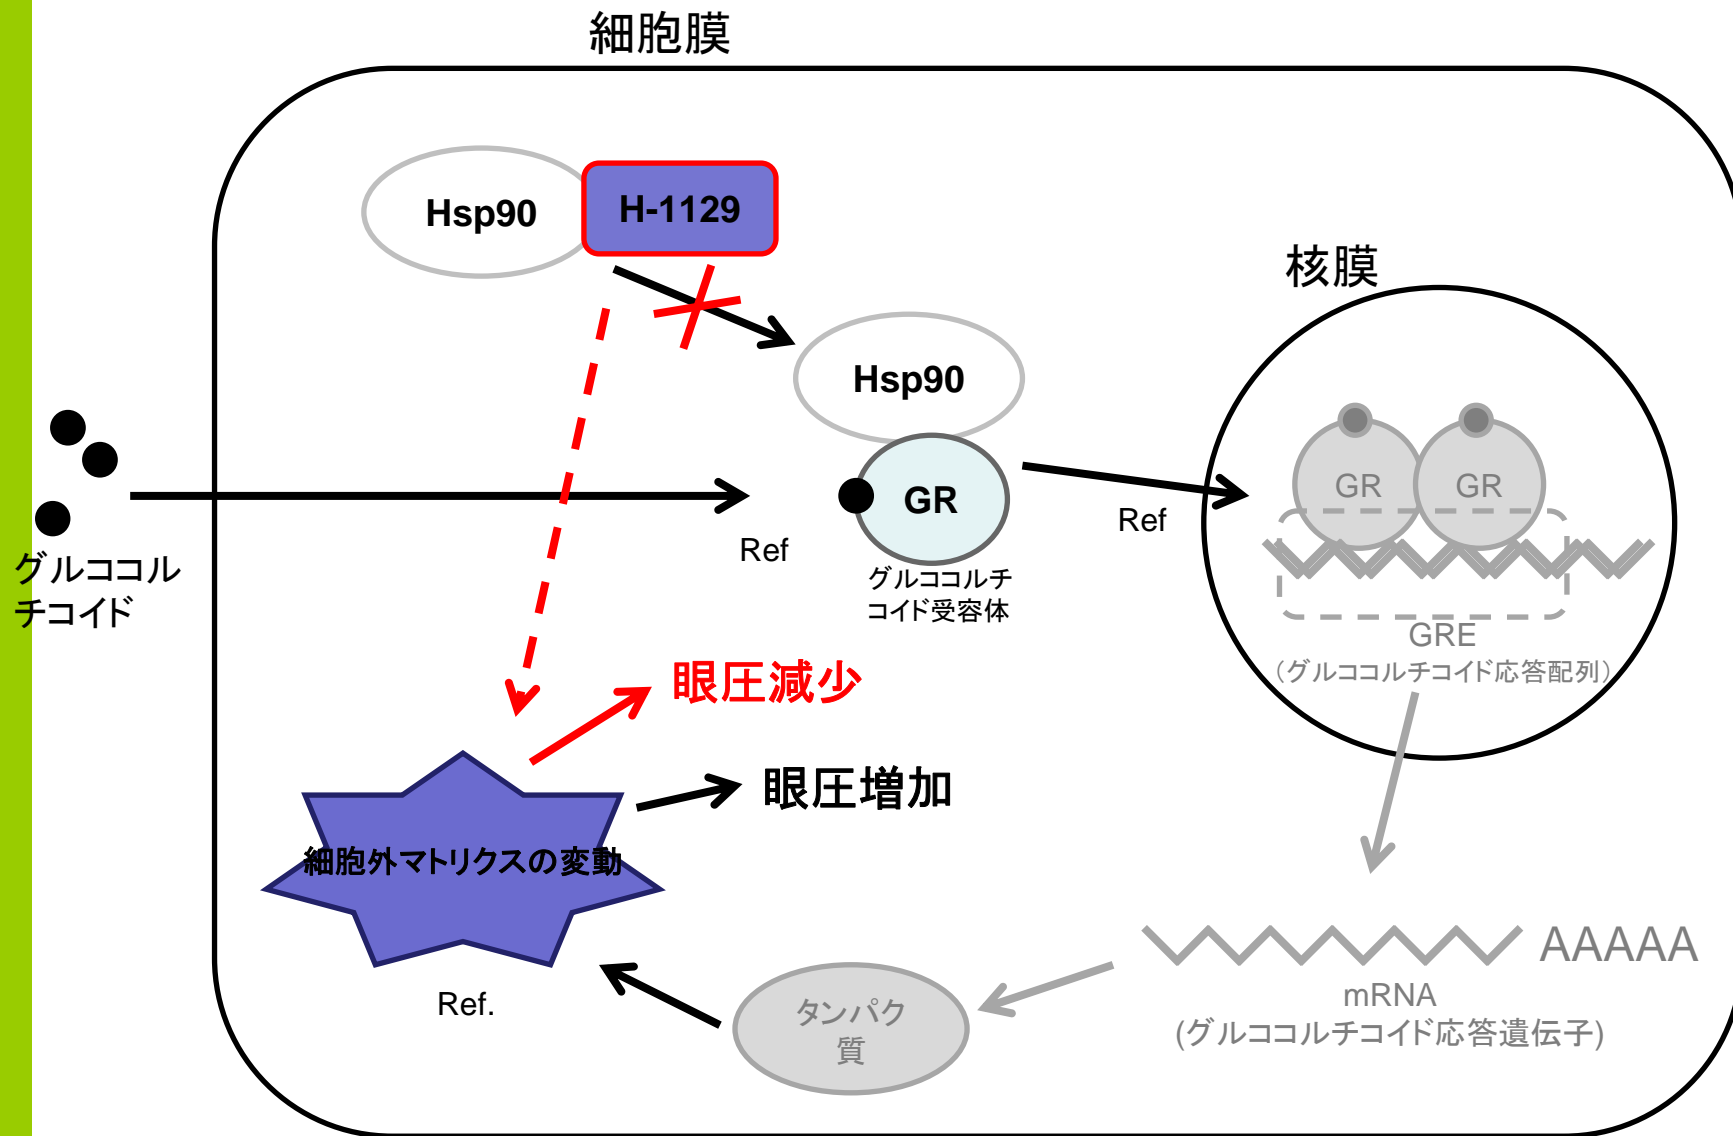 細胞膜
Hsp90
H-1129
核膜
Hsp90
GR
GR
GR
Ref
Ref
グルココル
チコイド
グルココルチ
コイド受容体
GRE
（グルココルチコイド応答配列）
眼圧減少
眼圧増加
細胞外マトリクスの変動
AAAAA
Ref.
mRNA
(グルココルチコイド応答遺伝子)
タンパク
質